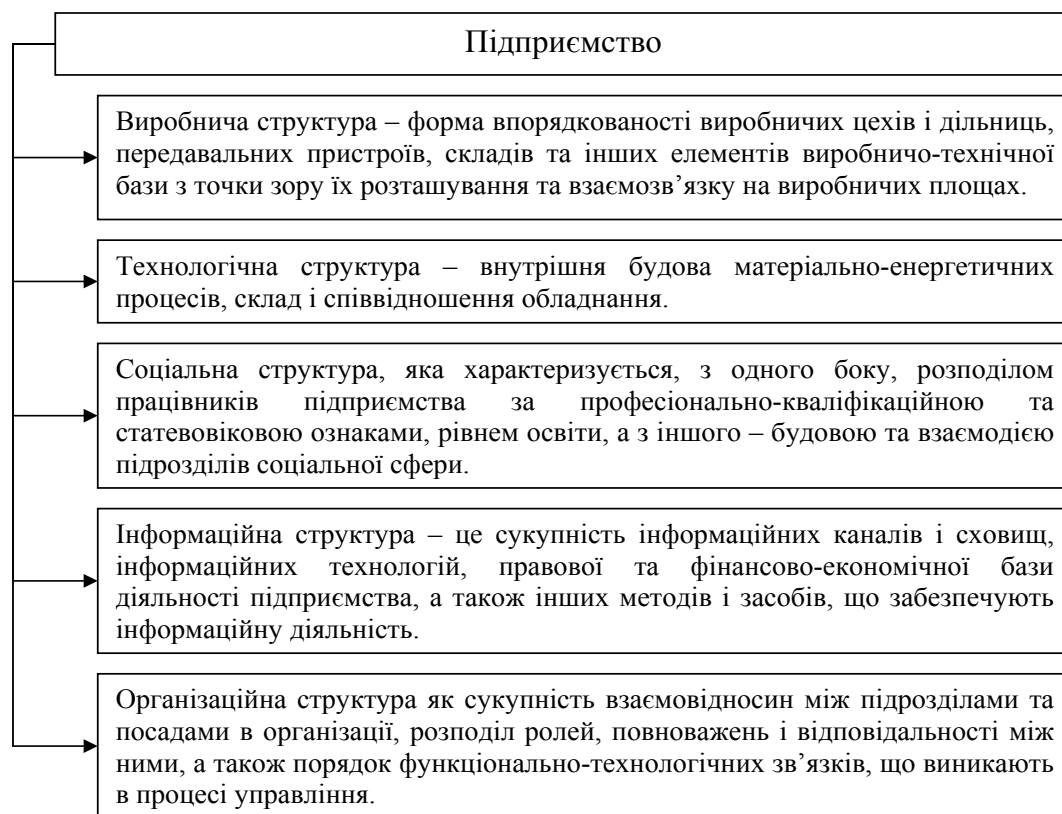 Підприємство
Виробнича структура – форма впорядкованості виробничих цехів і дільниць,
передавальних пристроїв, складів та інших елементів виробничо-технічної
бази з точки зору їх розташування та взаємозв’язку на виробничих площах.
Технологічна структура – внутрішня будова матеріально-енергетичних
процесів, склад і співвідношення обладнання.
Соціальна структура, яка характеризується, з одного боку, розподілом
працівників підприємства за професіонально-кваліфікаційною та
статевовіковою ознаками, рівнем освіти, а з іншого – будовою та взаємодією
підрозділів соціальної сфери.
Інформаційна структура – це сукупність інформаційних каналів і сховищ,
інформаційних технологій, правової та фінансово-економічної бази
діяльності підприємства, а також інших методів і засобів, що забезпечують
інформаційну діяльність.
Організаційна структура як сукупність взаємовідносин між підрозділами та
посадами в організації, розподіл ролей, повноважень і відповідальності між
ними, а також порядок функціонально-технологічних зв’язків, що виникають
в процесі управління.